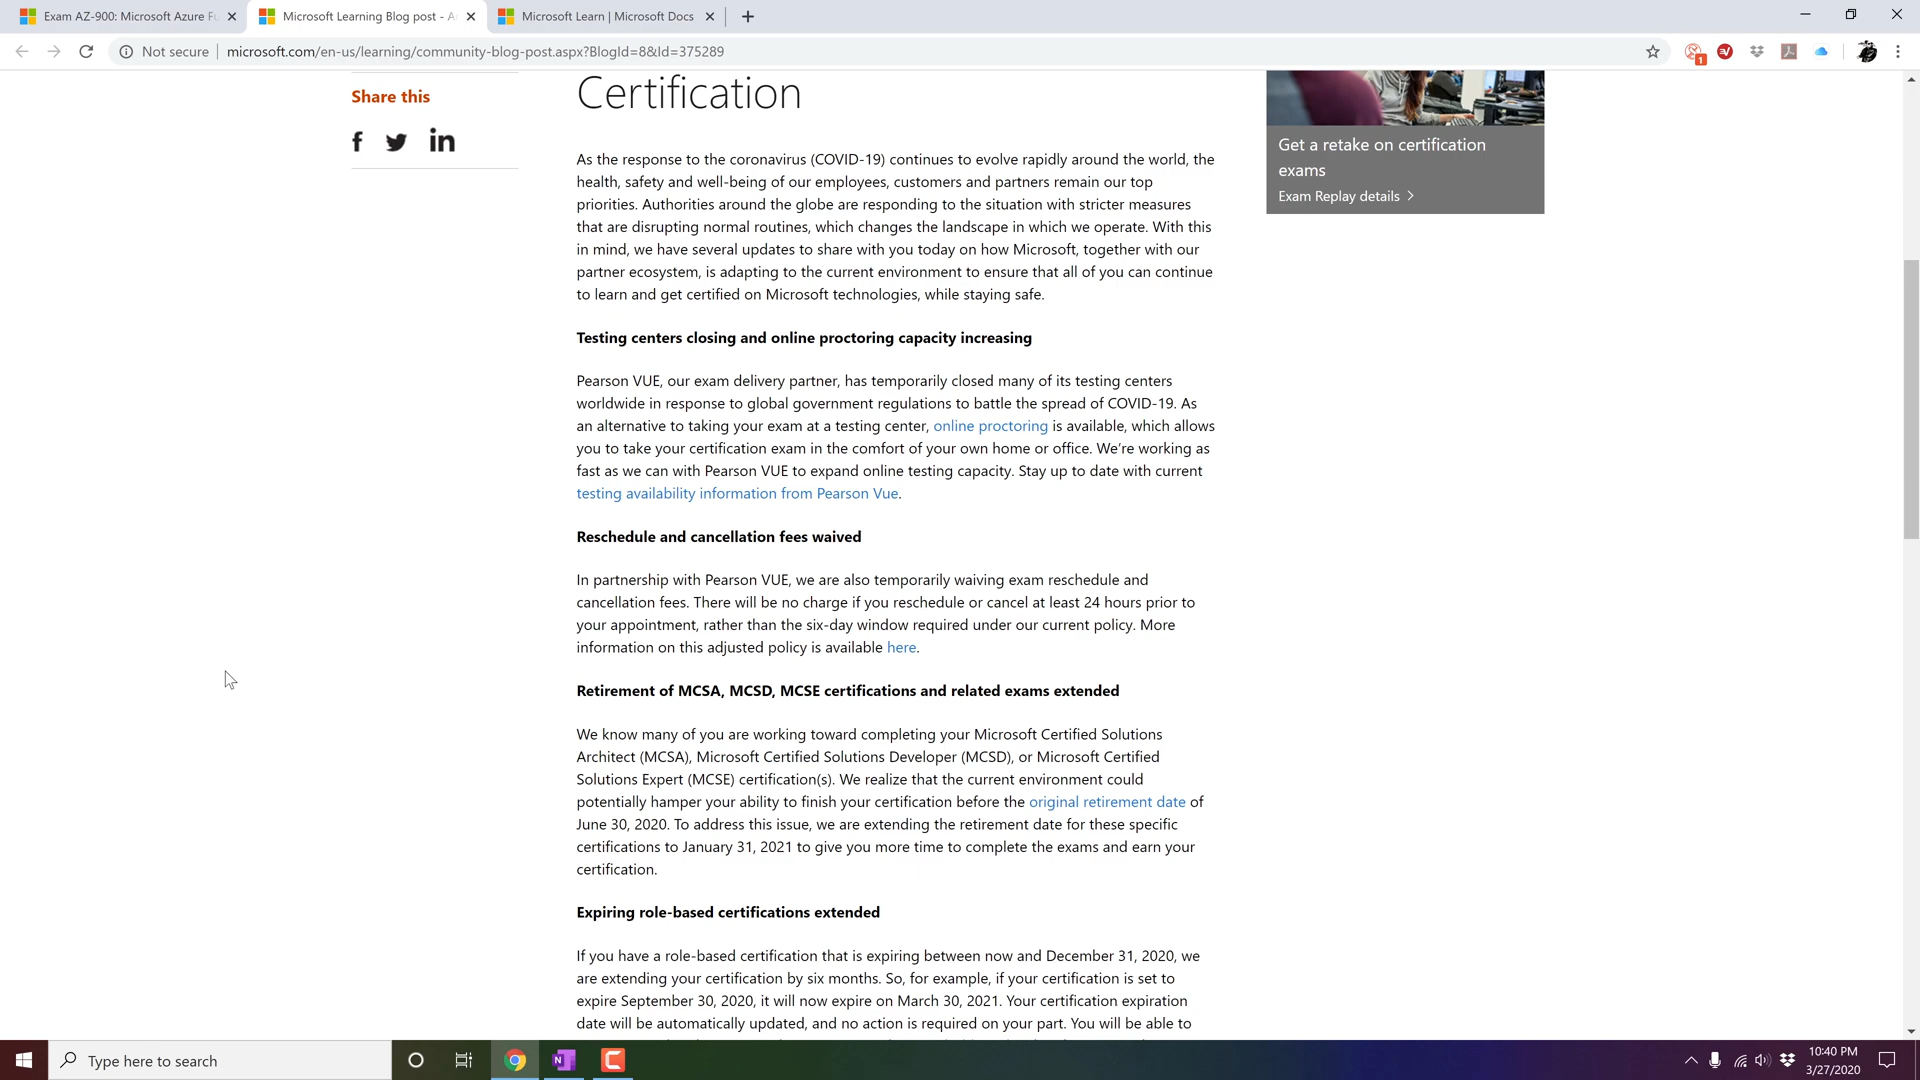 Exam AZ-900: Microsoft Azure Fu
Microsoft Learning Blog post - A
Microsoft Learn | Microsoft Docs
Not secure
microsoft.com/en-us/learning/community-blog-post.aspx?BlogId=8&Id=375289
1
Share this
Certification
As the response to the coronavirus (COVID-19) continues to evolve rapidly around the world, the
health, safety and well-being of our employees, customers and partners remain our top
priorities. Authorities around the globe are responding to the situation with stricter measures
that are disrupting normal routines, which changes the landscape in which we operate. With this
in mind, we have several updates to share with you today on how Microsoft, together with our
partner ecosystem, is adapting to the current environment to ensure that all of you can continue
to learn and get certified on Microsoft technologies, while staying safe.
Testing centers closing and online proctoring capacity increasing
Pearson VUE, our exam delivery partner, has temporarily closed many of its testing centers
worldwide in response to global government regulations to battle the spread of COVID-19. As
an alternative to taking your exam at a testing center, online proctoring is available, which allows
you to take your certification exam in the comfort of your own home or office. We're working as
fast as we can with Pearson VUE to expand online testing capacity. Stay up to date with current
testing availability information from Pearson Vue.
Reschedule and cancellation fees waived
In partnership with Pearson VUE, we are also temporarily waiving exam reschedule and
cancellation fees. There will be no charge if you reschedule or cancel at least 24 hours prior to
your appointment, rather than the six-day window required under our current policy. More
information on this adjusted policy is available here.
Retirement of MCSA, MCSD, MCSE certifications and related exams extended
We know many of you are working toward completing your Microsoft Certified Solutions
Architect (MCSA), Microsoft Certified Solutions Developer (MCSD), or Microsoft Certified
Solutions Expert (MCSE) certification(s). We realize that the current environment could
potentially hamper your ability to finish your certification before the original retirement date of
June 30, 2020. To address this issue, we are extending the retirement date for these specific
certifications to January 31, 2021 to give you more time to complete the exams and earn your
certification.
Expiring role-based certifications extended
If you have a role-based certification that is expiring between now and December 31, 2020, we
are extending your certification by six months. So, for example, if your certification is set to
expire September 30, 2020, it will now expire on March 30, 2021. Your certification expiration
date will be automatically updated, and no action is required on your part. You will be able to
Get a retake on certification
exams
Exam Replay details
Type here to search
10:40 PM
3/27/2020